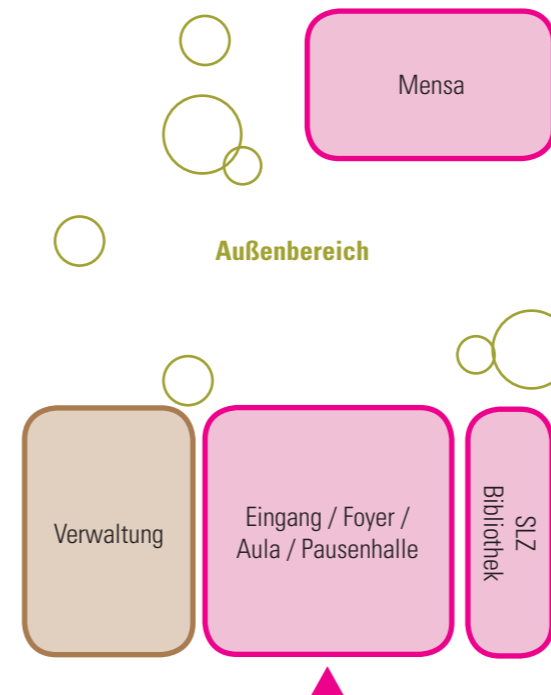 Mensa
Außenbereich
Verwaltung
Eingang / Foyer /
Aula / Pausenhalle
SLZ
Bibliothek